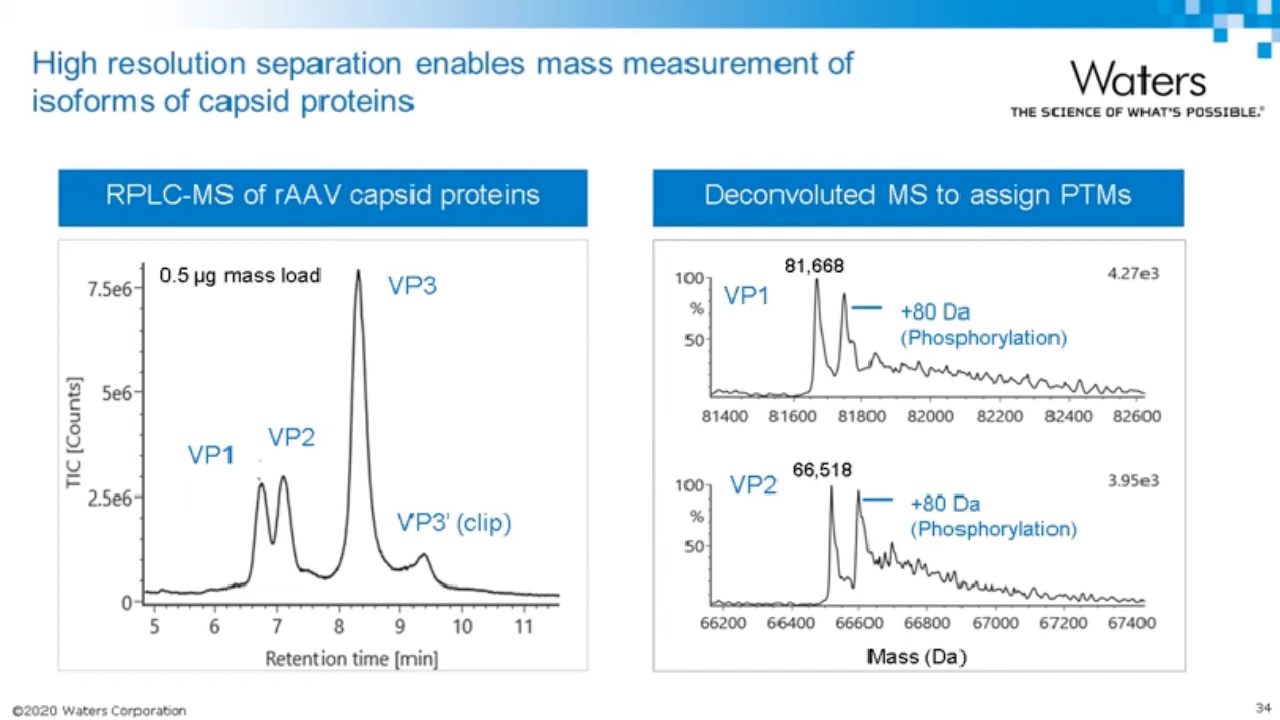 High resolution separation enables mass measurement of
isoforms of capsid proteins
Waters
THE SCIENCE OF WHAT'S POSSIBLE.®
RPLC-MS of rAAV capsid proteins
0.5 µg mass load
VP3
7.5e6
5e6
TIC [Counts]
VP1
VP2
2.5e6
VP3' (clip)
0
5 6 7 8 9 10 11
Retention time [min]
Deconvoluted MS to assign PTMs
81,668
100
4.27e3
VP1
%
+80 Da
(Phosphorylation)
50
81400 81600 81800 82000 82200 82400 82600
66,518
100
3.95e3
VP2
%
+80 Da
(Phosphorylation)
50
66200 66400 66600 66800 67000 67200 67400
Mass (Da)
©2020 Waters Corporation
34